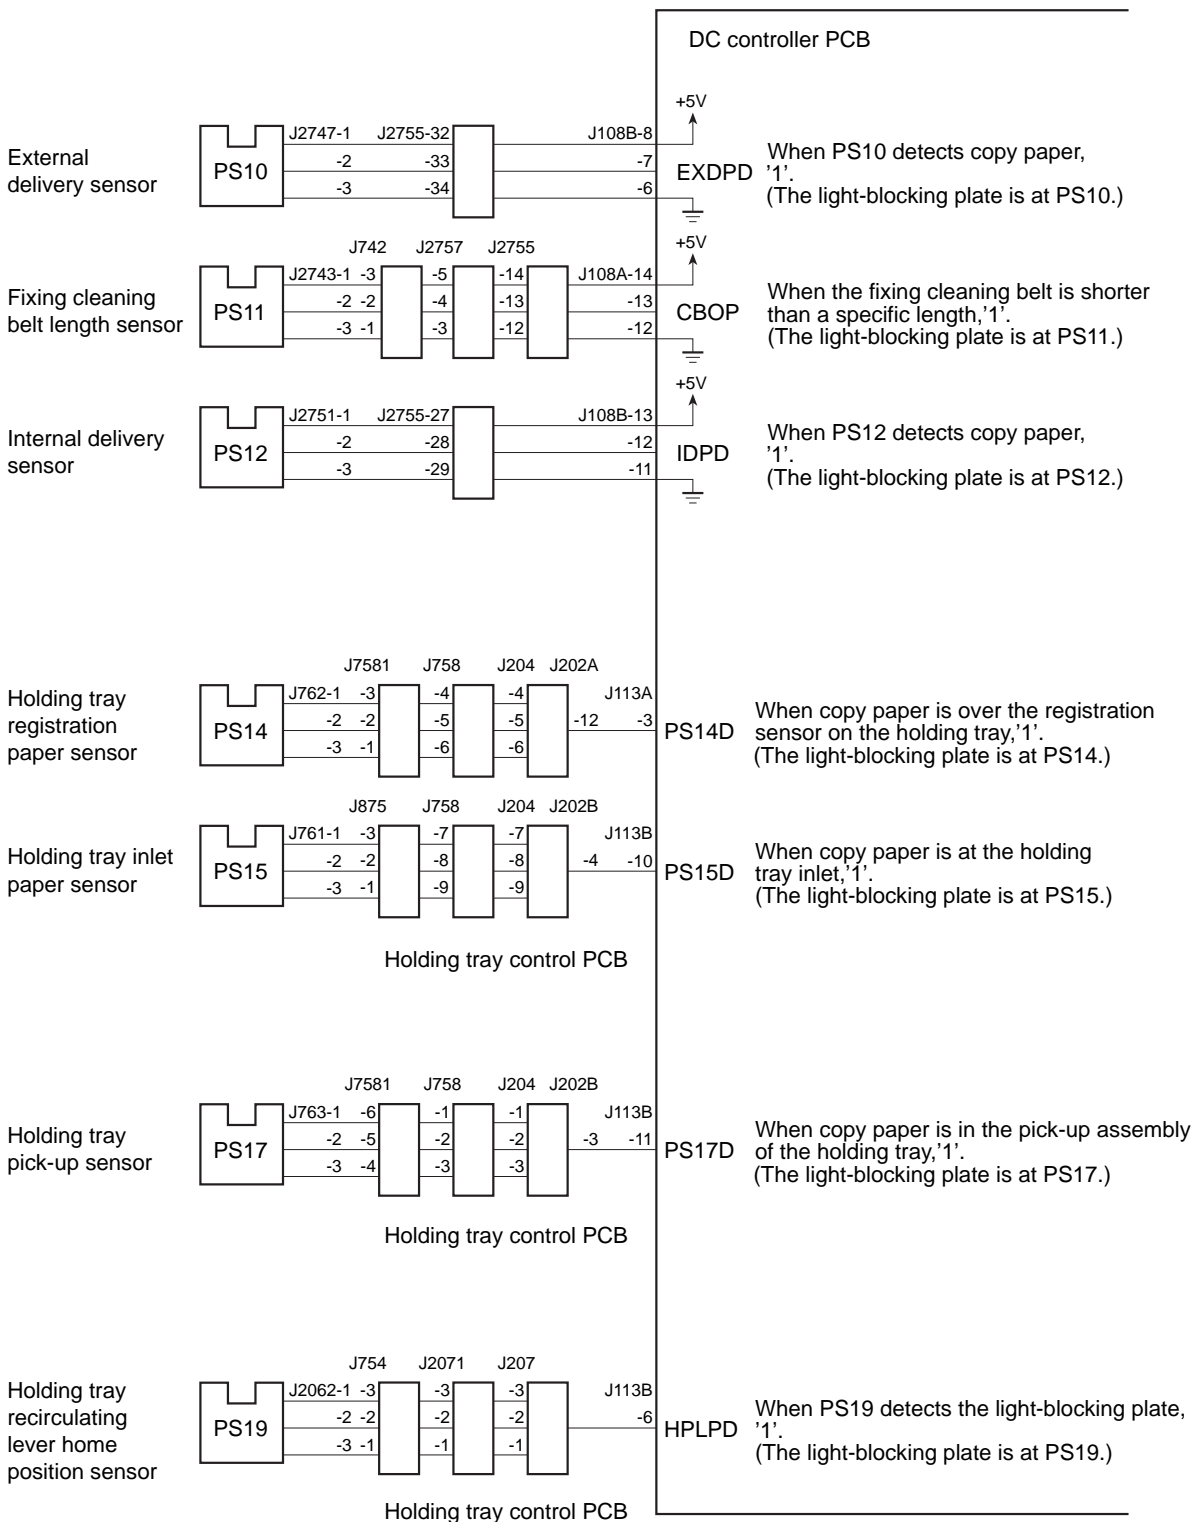 DC controller PCB
+5V
J2747-1 J2755-32 J108B-8
External delivery sensor
PS10
-2 -33 -7
-3 -34 -6
EXDPD
When PS10 detects copy paper,
'1'.
(The light-blocking plate is at PS10.)
+5V
J742 J2757 J2755
J2743-1 -3 -5 -14 J108A-14
Fixing cleaning
belt length sensor
PS11
-2 -2 -4 -13 -13
-3 -1 -3 -12 -12
CBOP
When the fixing cleaning belt is shorter
than a specific length,'1'.
(The light-blocking plate is at PS11.)
+5V
J2751-1 J2755-27 J108B-13
Internal delivery
sensor
PS12
-2 -28 -12
-3 -29 -11
IDPD
When PS12 detects copy paper,
'1'.
(The light-blocking plate is at PS12.)
J7581 J758 J204 J202A
J762-1 -3 -4 -4 J113A
Holding tray
registration
paper sensor
PS14
-2 -2 -5 -5 -12 -3
-3 -1 -6 -6
PS14D
When copy paper is over the registration
sensor on the holding tray,'1'.
(The light-blocking plate is at PS14.)
J875 J758 J204 J202B
J761-1 -3 -7 -7 J113B
Holding tray inlet
paper sensor
PS15
-2 -2 -8 -8 -4 -10
-3 -1 -9 -9
PS15D
When copy paper is at the holding
tray inlet,'1'.
(The light-blocking plate is at PS15.)
Holding tray control PCB
J7581 J758 J204 J202B
J763-1 -6 -1 -1 J113B
Holding tray
pick-up sensor
PS17
-2 -5 -2 -2 -3 -11
-3 -4 -3 -3
PS17D
When copy paper is in the pick-up assembly
of the holding tray,'1'.
(The light-blocking plate is at PS17.)
Holding tray control PCB
J754 J2071 J207
J2062-1 -3 -3 -3 J113B
Holding tray
recirculating
lever home
position sensor
PS19
-2 -2 -2 -2 -6
-3 -1 -1 -1
HPLPD
When PS19 detects the light-blocking plate,
'1'.
(The light-blocking plate is at PS19.)
Holding tray control PCB